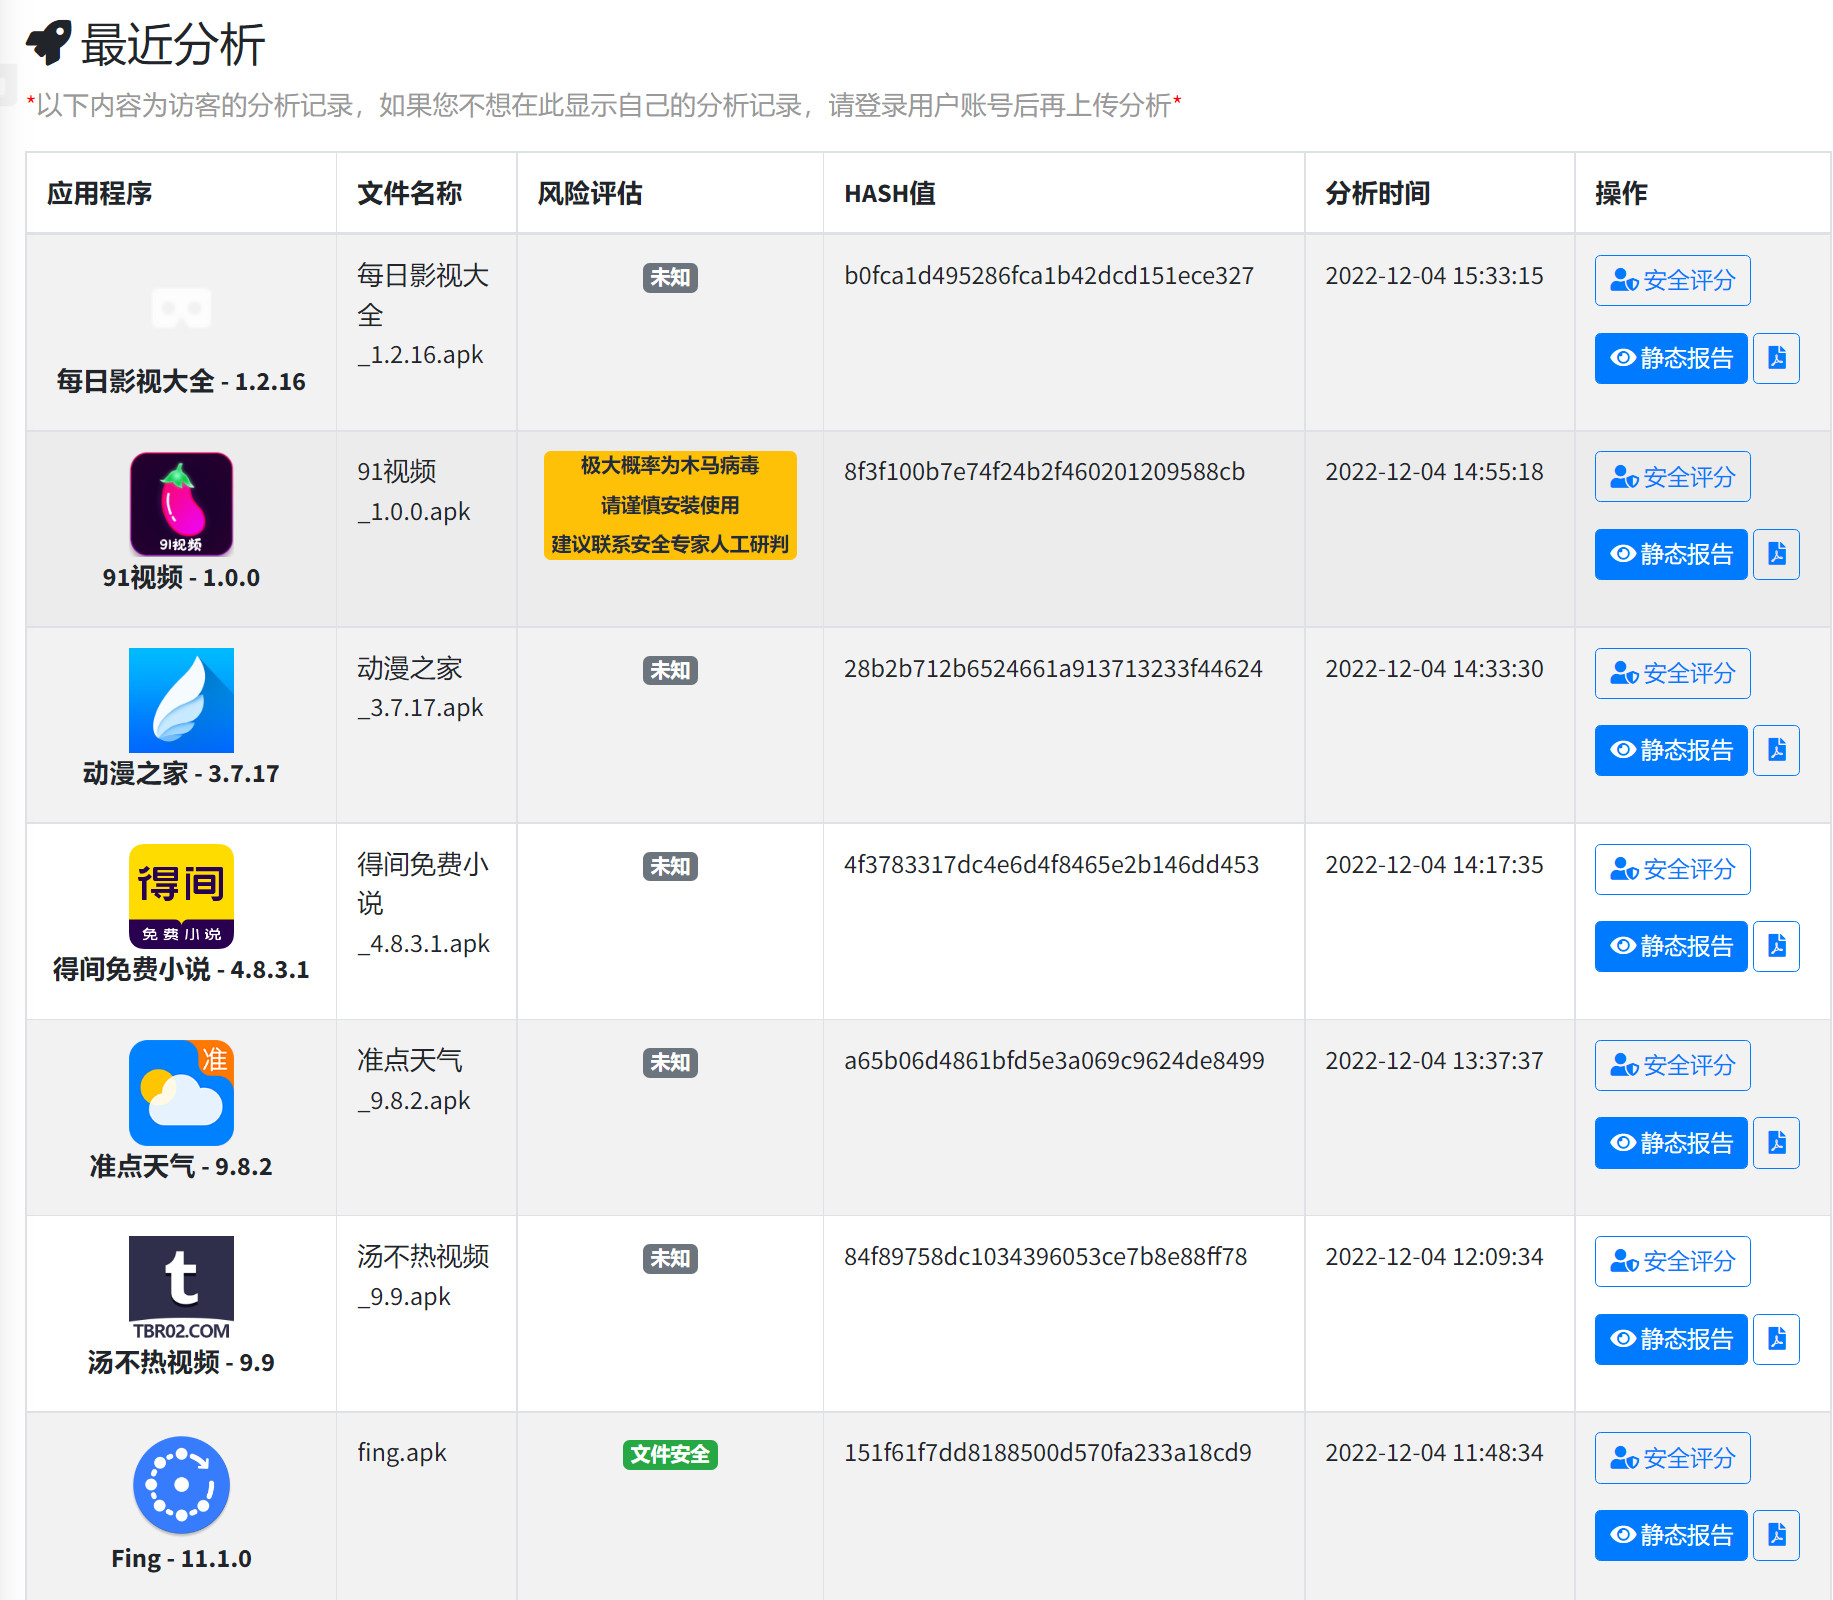 最近分析
*以下内容为访客的分析记录，如果您不想在此显示自己的分析记录，请登录用户账号后再上传分析*
应用程序 文件名称 风险评估 HASH值 分析时间 操作
每日影视大全 - 1.2.16
每日影视大
全
_1.2.16.apk
未知
b0fca1d495286fca1b42dcd151ece327
2022-12-04 15:33:15
安全评分
静态报告
91视频
91视频 - 1.0.0
91视频
_1.0.0.apk
极大概率为木马病毒
请谨慎安装使用
建议联系安全专家人工研判
8f3f100b7e74f24b2f460201209588cb
2022-12-04 14:55:18
安全评分
静态报告
动漫之家 - 3.7.17
动漫之家
_3.7.17.apk
未知
28b2b712b6524661a913713233f44624
2022-12-04 14:33:30
安全评分
静态报告
得间
免费小说
得间免费小说 - 4.8.3.1
得间免费小
说
_4.8.3.1.apk
未知
4f3783317dc4e6d4f8465e2b146dd453
2022-12-04 14:17:35
安全评分
静态报告
准
准点天气 - 9.8.2
准点天气
_9.8.2.apk
未知
a65b06d4861bfd5e3a069c9624de8499
2022-12-04 13:37:37
安全评分
静态报告
t
TBR02.COM
汤不热视频 - 9.9
汤不热视频
_9.9.apk
未知
84f89758dc1034396053ce7b8e88ff78
2022-12-04 12:09:34
安全评分
静态报告
Fing - 11.1.0
fing.apk
文件安全
151f61f7dd8188500d570fa233a18cd9
2022-12-04 11:48:34
安全评分
静态报告